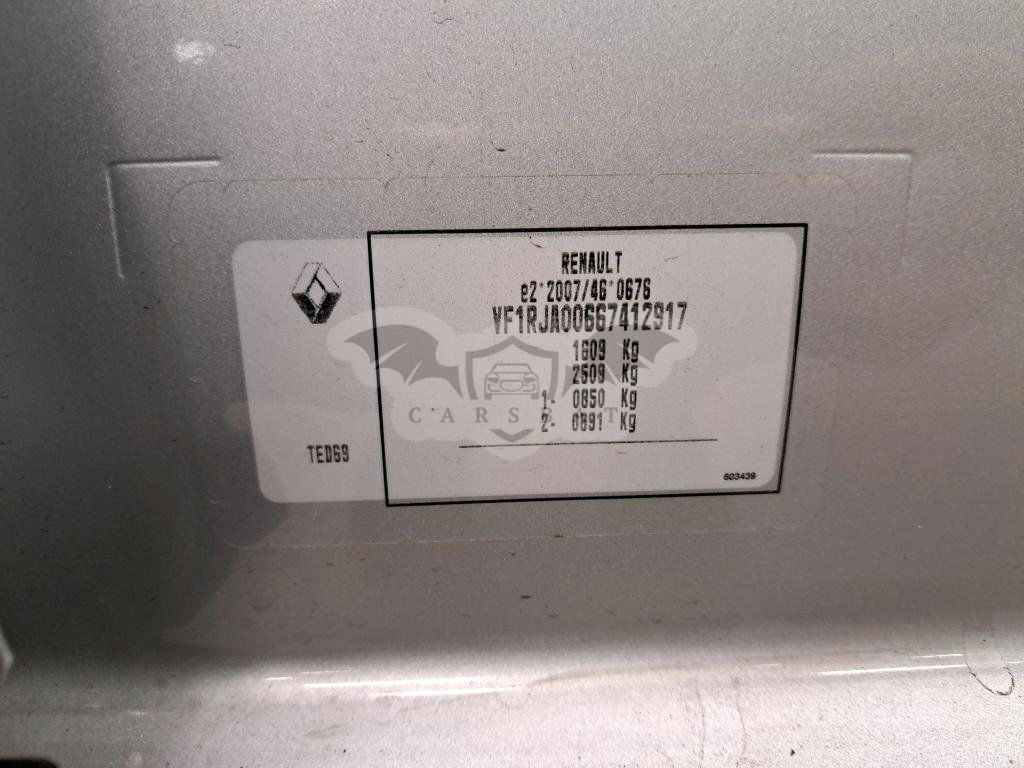 RENAULT
e2*2007/46*0676
VF1RJA00667412917
1609 Kg
2509 Kg
1- 0850 Kg
2- 0891 Kg
TED69
603439